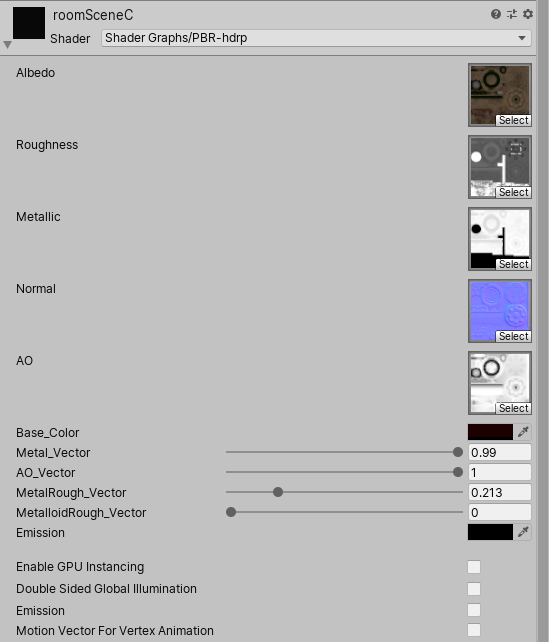 roomSceneC
Shader Shader Graphs/PBR-hdrp
Albedo
Select
Roughness
Select
Metallic
Select
Normal
Select
AO
Select
Base_Color
Metal_Vector 0.99
AO_Vector 1
MetalRough_Vector 0.213
MetalloidRough_Vector 0
Emission
Enable GPU Instancing
Double Sided Global Illumination
Emission
Motion Vector For Vertex Animation